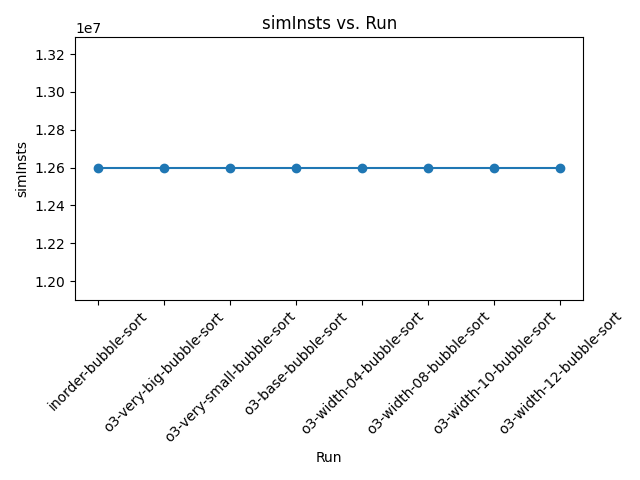 simInsts vs. Run
1e7
1.32
1.30
1.28
1.26
1.24
1.22
1.20
simInsts
inorder-bubble-sort
o3-very-big-bubble-sort
o3-very-small-bubble-sort
o3-base-bubble-sort
o3-width-04-bubble-sort
o3-width-08-bubble-sort
o3-width-10-bubble-sort
o3-width-12-bubble-sort
Run